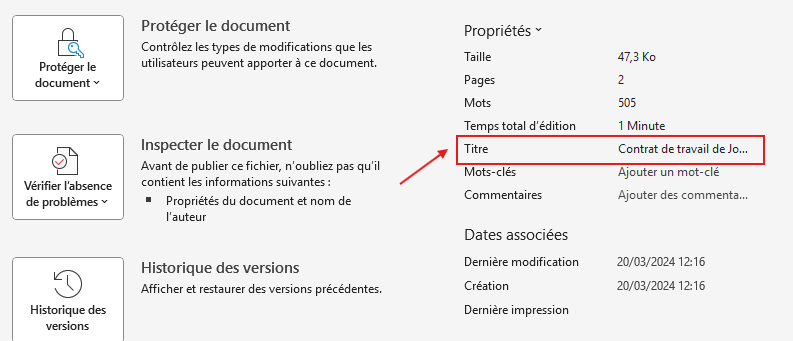 Protéger le document
Protéger le document
Contrôlez les types de modifications que les
utilisateurs peuvent apporter à ce document.
Vérifier l'absence
de problèmes
Inspecter le document
Avant de publier ce fichier, n'oubliez pas qu'il
contient les informations suivantes :
Propriétés du document et nom de
l'auteur
Historique des
versions
Historique des versions
Afficher et restaurer des versions précédentes.
Propriétés
Taille 47,3 Ko
Pages 2
Mots 505
Temps total d'édition 1 Minute
Titre Contrat de travail de Jo...
Mots-clés Ajouter un mot-clé
Commentaires Ajouter des commenta...
Dates associées
Dernière modification 20/03/2024 12:16
Création 20/03/2024 12:16
Dernière impression